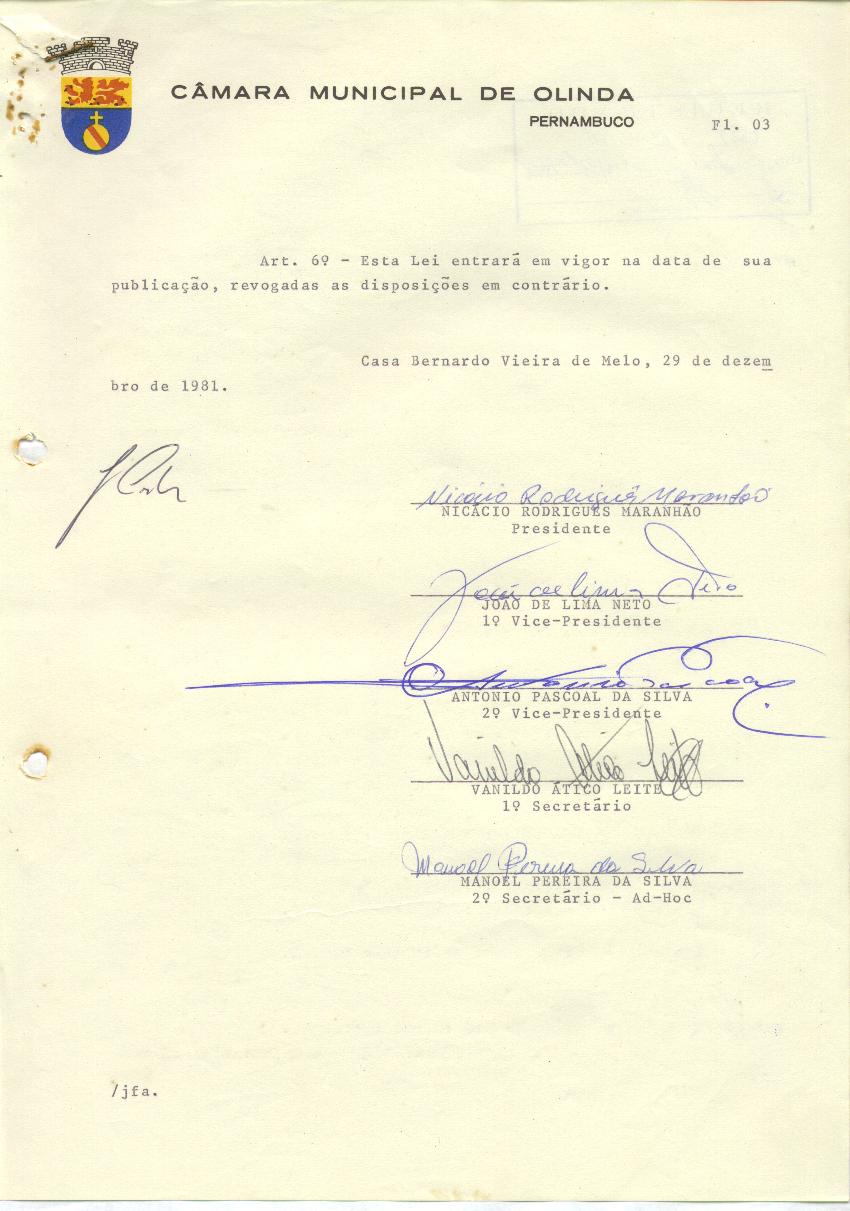 CÂMARA MUNICIPAL DE OLINDA
PERNAMBUCO
Fl. 03
Art. 6º - Esta Lei entrará em vigor na data de sua
publicação, revogadas as disposições em contrário.
Casa Bernardo Vieira de Melo, 29 de dezem
bro de 1981.
Nicácio Rodrigues Maranhão
NICÁCIO RODRIGUES MARANHÃO
Presidente
João de Lima Neto
JOÃO DE LIMA NETO
1º Vice-Presidente
Antonio Pascoal
ANTONIO PASCOAL DA SILVA
2º Vice-Presidente
Vanildo Ático Leite
VANILDO ÁTICO LEITE
1º Secretário
Manoel Pereira da Silva
MANOEL PEREIRA DA SILVA
2º Secretário - Ad-Hoc
/jfa.